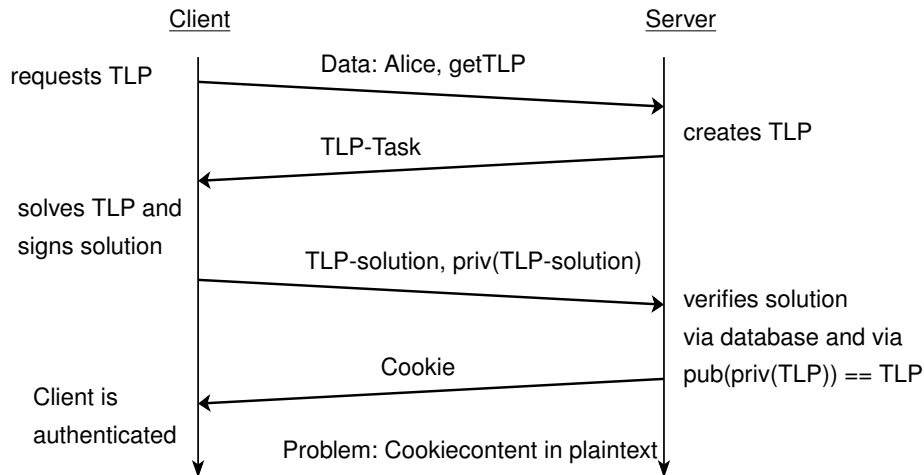 Client
Server
requests TLP
Data: Alice, getTLP
creates TLP
TLP-Task
solves TLP and
signs solution
TLP-solution, priv(TLP-solution)
verifies solution
via database and via
pub(priv(TLP)) == TLP
Cookie
Client is
authenticated
Problem: Cookiecontent in plaintext